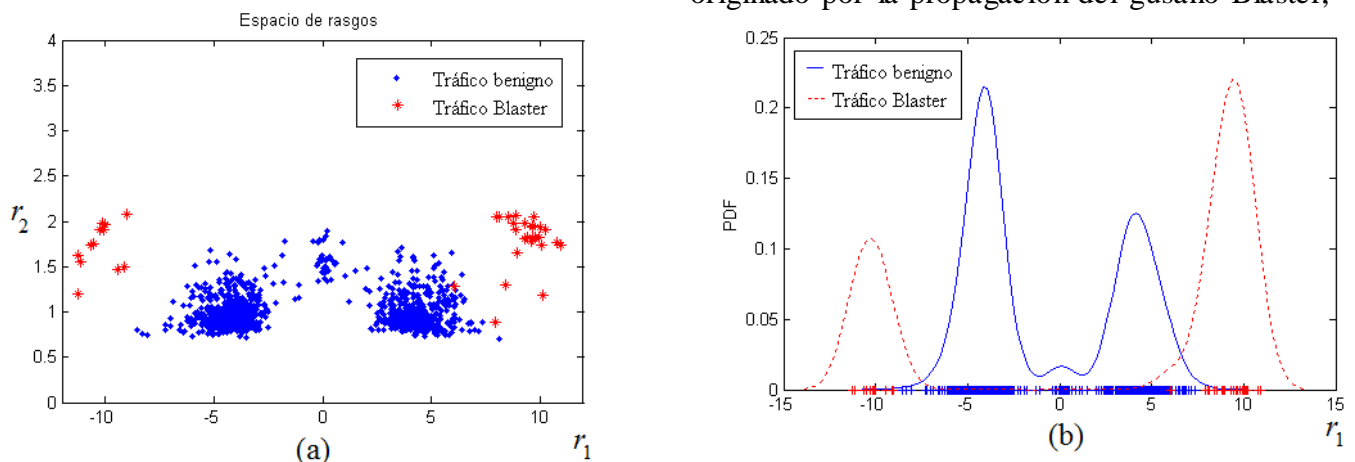 originado por la propagación del gusano Blaster,
Espacio de rasgos
4
3.5
3
2.5
2
1.5
1
0.5
0
r2
-10
-5
0
5
10
r1
Tráfico benigno
Tráfico Blaster
(a)
0.25
0.2
0.15
0.1
0.05
0
PDF
-15
-10
-5
0
5
10
15
r1
Tráfico benigno
Tráfico Blaster
(b)